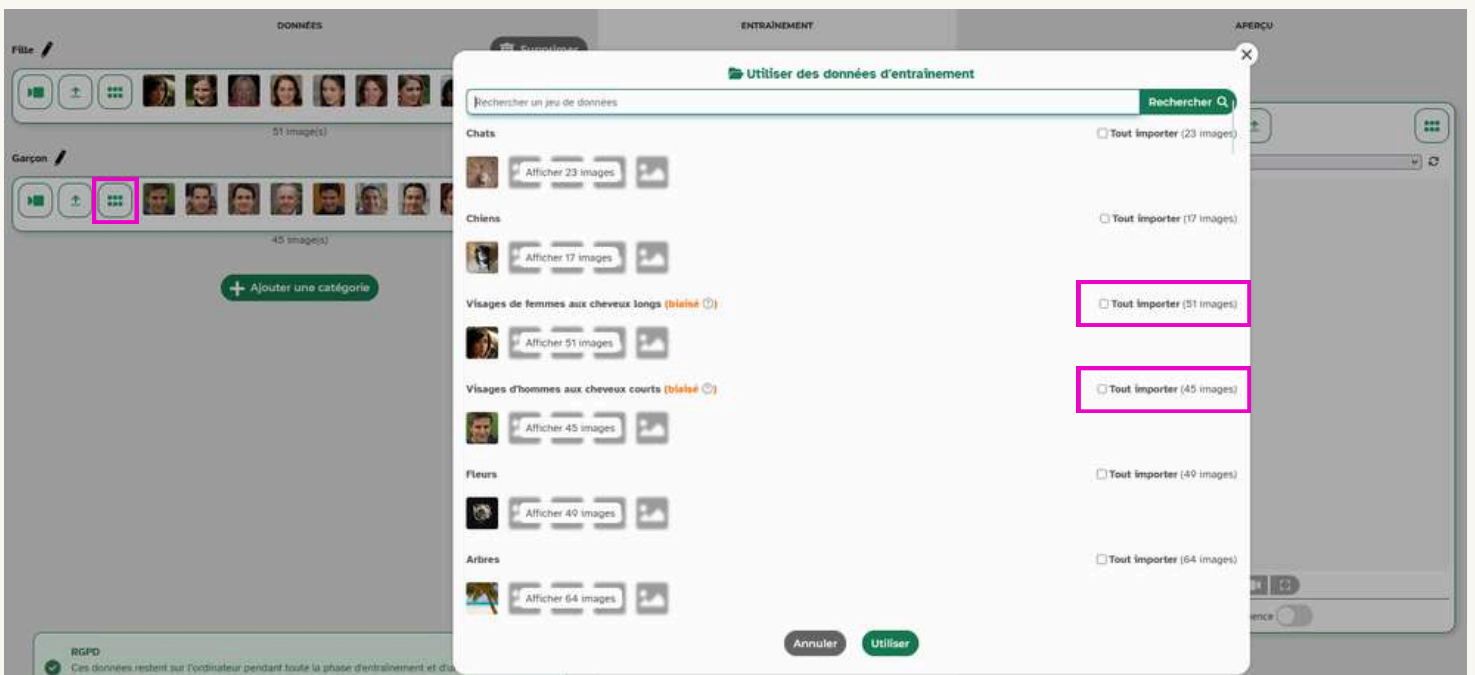 DONNÉES
ENTRAÎNEMENT
APERÇU
Fille
Supprimer
51 image(s)
Garçon
45 image(s)
Ajouter une catégorie
Utiliser des données d'entraînement
Rechercher un jeu de données
Rechercher
Chats
Tout importer (23 images)
Afficher 23 images
Chiens
Tout importer (17 images)
Afficher 17 images
Visages de femmes aux cheveux longs (biaisé ?)
Tout importer (51 images)
Afficher 51 images
Visages d'hommes aux cheveux courts (biaisé ?)
Tout importer (45 images)
Afficher 45 images
Fleurs
Tout importer (49 images)
Afficher 49 images
Arbres
Tout importer (64 images)
Afficher 64 images
Annuler
Utiliser
RGPD
Ces données restent sur l'ordinateur pendant toute la phase d'entraînement et